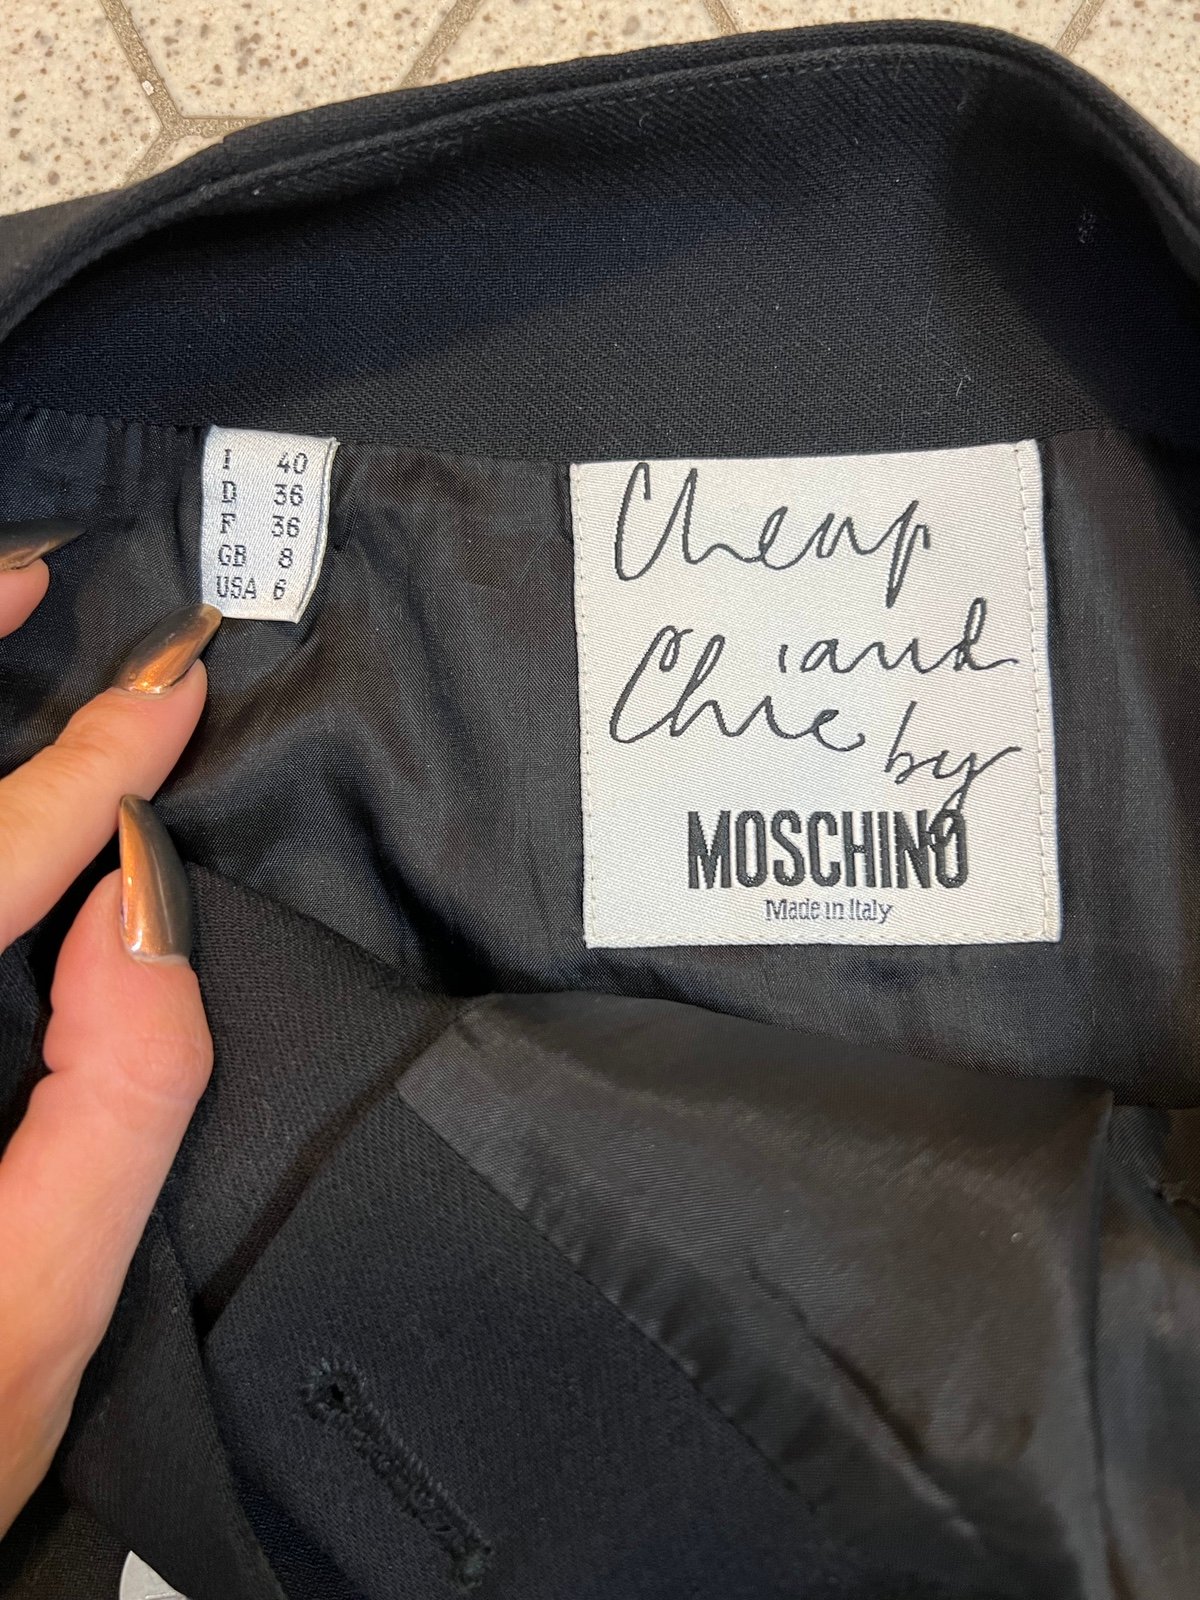 I 40
D 36
F 36
GB 8
USA 6
Cheap
and
Chic by
MOSCHINO
Made in Italy